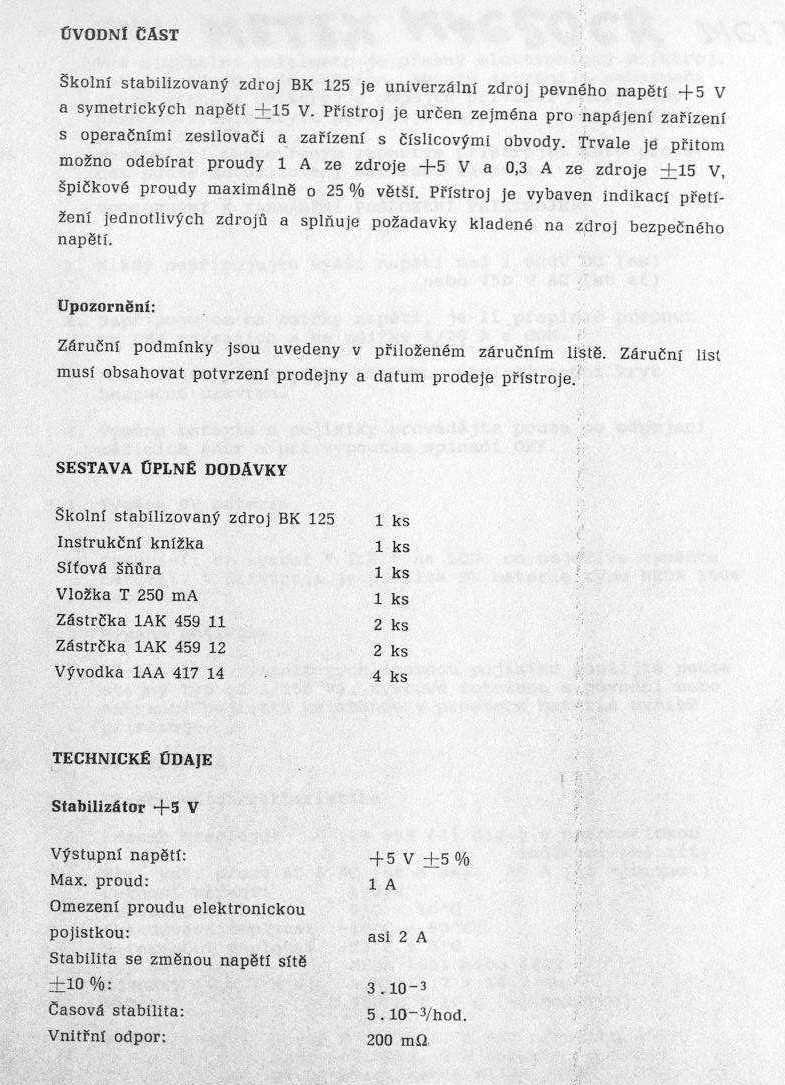 ÚVODNÍ ČÁST
Školní stabilizovaný zdroj BK 125 je univerzální zdroj pevného napětí +5 V
a symetrických napětí ±15 V. Přístroj je určen zejména pro napájení zařízení
s operačními zesilovači a zařízení s číslicovými obvody. Trvale je přitom
možno odebírat proudy 1 A ze zdroje +5 V a 0,3 A ze zdroje ±15 V,
špičkové proudy maximálně o 25 % větší. Přístroj je vybaven indikací přetí-
žení jednotlivých zdrojů a splňuje požadavky kladené na zdroj bezpečného
napětí.
Upozornění:
Záruční podmínky jsou uvedeny v přiloženém záručním listě. Záruční list
musí obsahovat potvrzení prodejny a datum prodeje přístroje.
SESTAVA ÚPLNÉ DODÁVKY
Školní stabilizovaný zdroj BK 125 1 ks
Instrukční knížka 1 ks
Síťová šňůra 1 ks
Vložka T 250 mA 1 ks
Zástrčka 1AK 459 11 2 ks
Zástrčka 1AK 459 12 2 ks
Vývodka 1AA 417 14 4 ks
TECHNICKÉ ÚDAJE
Stabilizátor +5 V
Výstupní napětí: +5 V ±5 %
Max. proud: 1 A
Omezení proudu elektronickou
pojistkou: asi 2 A
Stabilita se změnou napětí sítě
±10 %: 3 . 10⁻³
Časová stabilita: 5 . 10⁻³/hod.
Vnitřní odpor: 200 mΩ